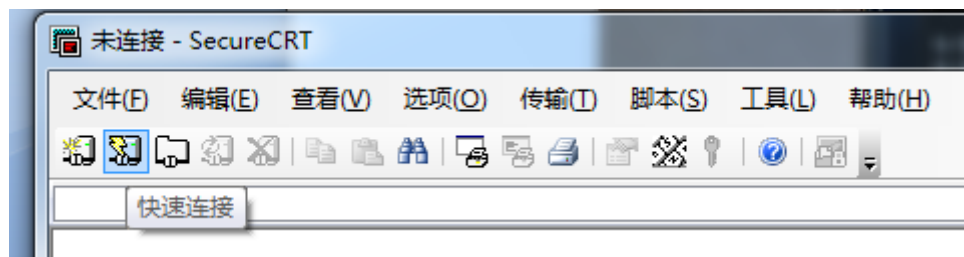 未连接 - SecureCRT
文件(F) 编辑(E) 查看(V) 选项(O) 传输(T) 脚本(S) 工具(L) 帮助(H)
快速连接